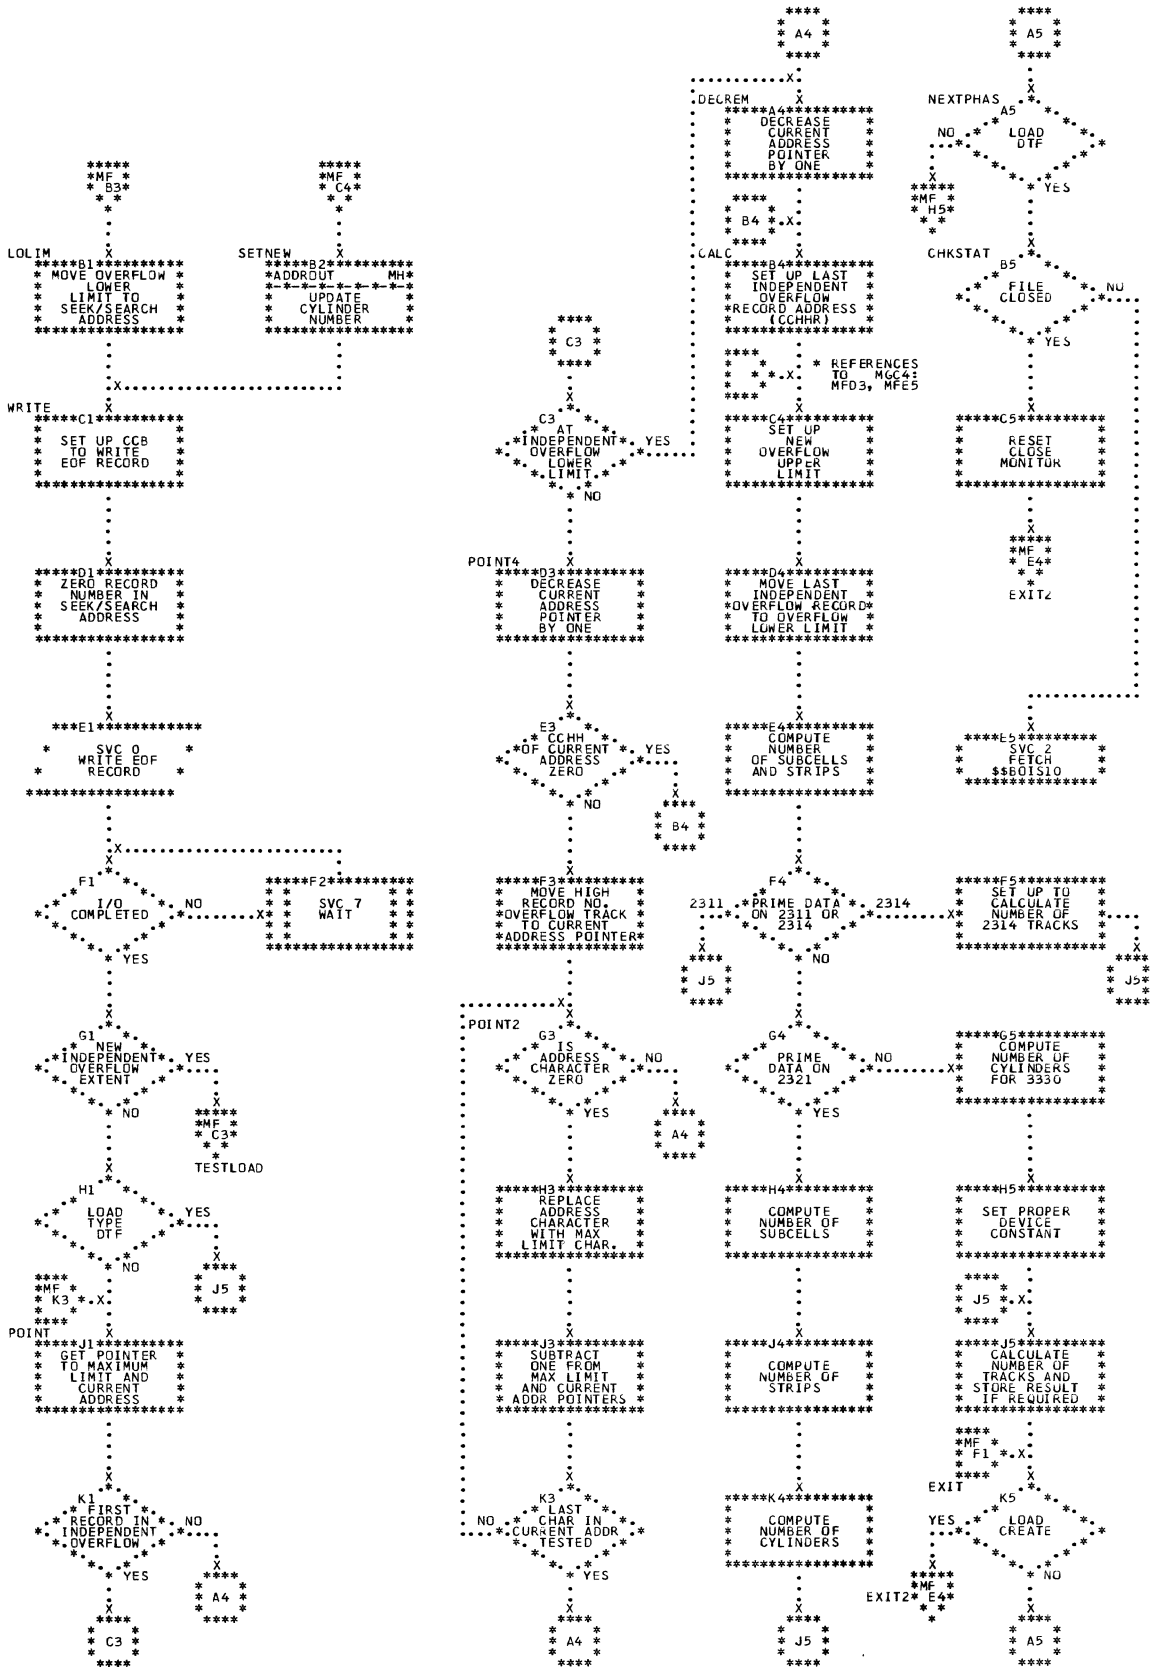 A4
A5
DECREM
A4
DECREASE
CURRENT
ADDRESS
POINTER
BY ONE
NEXTPHAS
A5
LOAD
DTF
NO
YES
MF
H5
MF
B3
MF
C4
B4
LOLIM
B1
MOVE OVERFLOW
LOWER
LIMIT TO
SEEK/SEARCH
ADDRESS
SETNEW
B2
ADDROUT MH
UPDATE
CYLINDER
NUMBER
CALC
B4
SET UP LAST
INDEPENDENT
OVERFLOW
RECORD ADDRESS
(CCHHR)
CHKSTAT
B5
FILE
CLOSED
NO
YES
C3
*
* REFERENCES
TO MGC4:
MFD3, MFE5
WRITE
C1
SET UP CCB
TO WRITE
EOF RECORD
C3
AT
INDEPENDENT
OVERFLOW
LOWER
LIMIT
YES
NO
C4
SET UP
NEW
OVERFLOW
UPPER
LIMIT
C5
RESET
CLOSE
MONITOR
MF
E4
EXIT2
D1
ZERO RECORD
NUMBER IN
SEEK/SEARCH
ADDRESS
POINT4
D3
DECREASE
CURRENT
ADDRESS
POINTER
BY ONE
D4
MOVE LAST
INDEPENDENT
OVERFLOW RECORD
TO OVERFLOW
LOWER LIMIT
E1
SVC 0
WRITE EOF
RECORD
E3
CCHH
OF CURRENT
ADDRESS
ZERO
YES
NO
B4
E4
COMPUTE
NUMBER
OF SUBCELLS
AND STRIPS
E5
SVC 2
FETCH
$$BOIS10
F1
I/O
COMPLETED
NO
YES
F2
SVC 7
WAIT
F3
MOVE HIGH
RECORD NO.
OVERFLOW TRACK
TO CURRENT
ADDRESS POINTER
F4
PRIME DATA
ON 2311 OR
2314
2311
2314
NO
J5
F5
SET UP TO
CALCULATE
NUMBER OF
2314 TRACKS
J5
G1
NEW
INDEPENDENT
OVERFLOW
EXTENT
YES
NO
MF
C3
TESTLOAD
POINT2
G3
IS
ADDRESS
CHARACTER
ZERO
NO
YES
A4
G4
PRIME
DATA ON
2321
NO
YES
G5
COMPUTE
NUMBER OF
CYLINDERS
FOR 3330
H1
LOAD
TYPE
DTF
YES
NO
J5
H3
REPLACE
ADDRESS
CHARACTER
WITH MAX
LIMIT CHAR.
H4
COMPUTE
NUMBER OF
SUBCELLS
H5
SET PROPER
DEVICE
CONSTANT
MF
K3
J5
POINT
J1
GET POINTER
TO MAXIMUM
LIMIT AND
CURRENT
ADDRESS
J3
SUBTRACT
ONE FROM
MAX LIMIT
AND CURRENT
ADDR POINTERS
J4
COMPUTE
NUMBER OF
STRIPS
J5
CALCULATE
NUMBER OF
TRACKS AND
STORE RESULT
IF REQUIRED
MF
F1
EXIT
K1
FIRST
RECORD IN
INDEPENDENT
OVERFLOW
NO
YES
A4
C3
K3
LAST
CHAR IN
CURRENT ADDR
TESTED
NO
YES
A4
K4
COMPUTE
NUMBER OF
CYLINDERS
J5
K5
LOAD
CREATE
YES
NO
EXIT2
MF
E4
A5